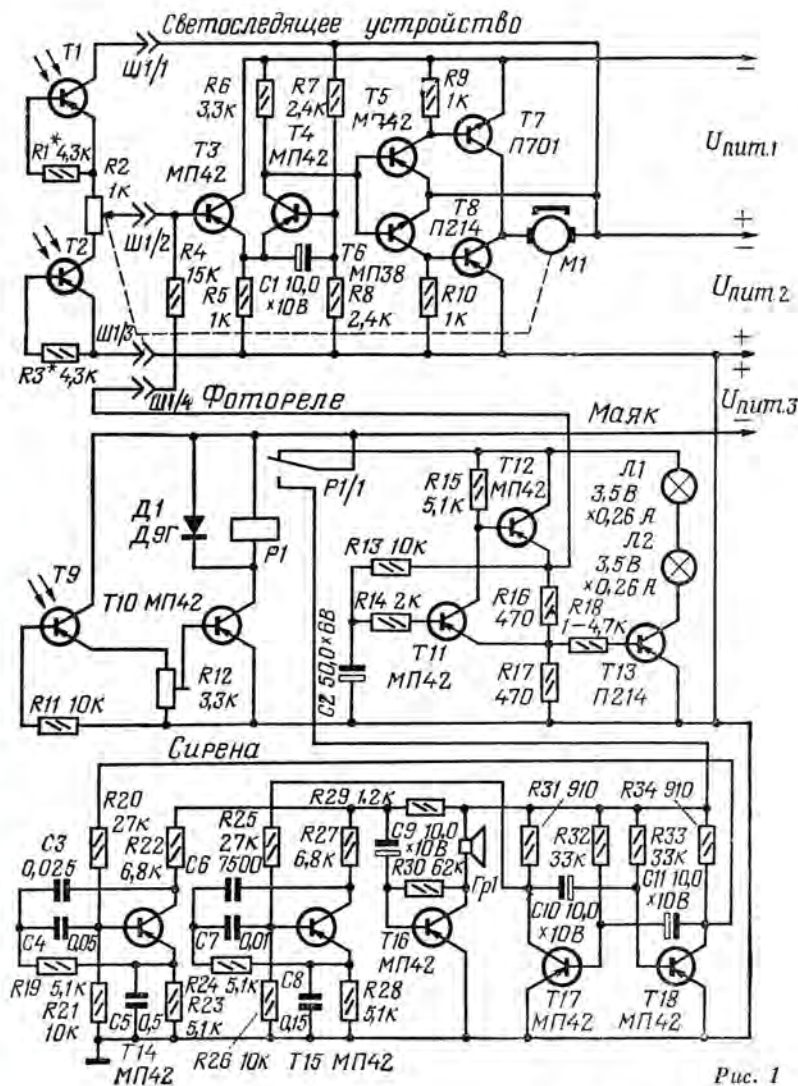 Светоследящее устройство
T1
Ш1/1
R1* 4,3к
R2
1к
T2
Ш1/2
R3* 4,3к
Ш1/3
Ш1/4
R4
15к
R6
3,3к
R7
2,4к
T3
МП42
T4
МП42
R5
1к
C1 10,0
×10В
R8
2,4к
T5
МП42
T6
МП38
R9
1к
T7
П701
T8
П214
R10
1к
М1
Uпит.1
Uпит.2
Uпит.3
Фотореле
Маяк
T9
R11 10к
Д1
Д9Г
Р1
Р1/1
T10 МП42
R12
3,3к
R13 10к
R14 2к
C2 50,0×6В
R15
5,1к
T12
МП42
T11
МП42
R16
470
R17
470
R18
1-4,7к
T13
П214
Л1
3,5В
×0,26А
Л2
3,5В
×0,26А
Сирена
R20
27к
C3
0,025
R22
6,8к
C4
0,05
R19 5,1к
R21
10к
C5 0,5
R23
5,1к
T14
МП42
R25
27к
C6
7500
R27
6,8к
C7
0,01
R24 5,1к
R26 10к
C8
0,15
R28
5,1к
T15 МП42
R29 1,2к
C9 10,0
×10В
R30 62к
Гр1
T16
МП42
R31 910
R32
33к
R34 910
R33
33к
C10 10,0
×10В
C11 10,0
×10В
T17
МП42
T18
МП42
Рис. 1